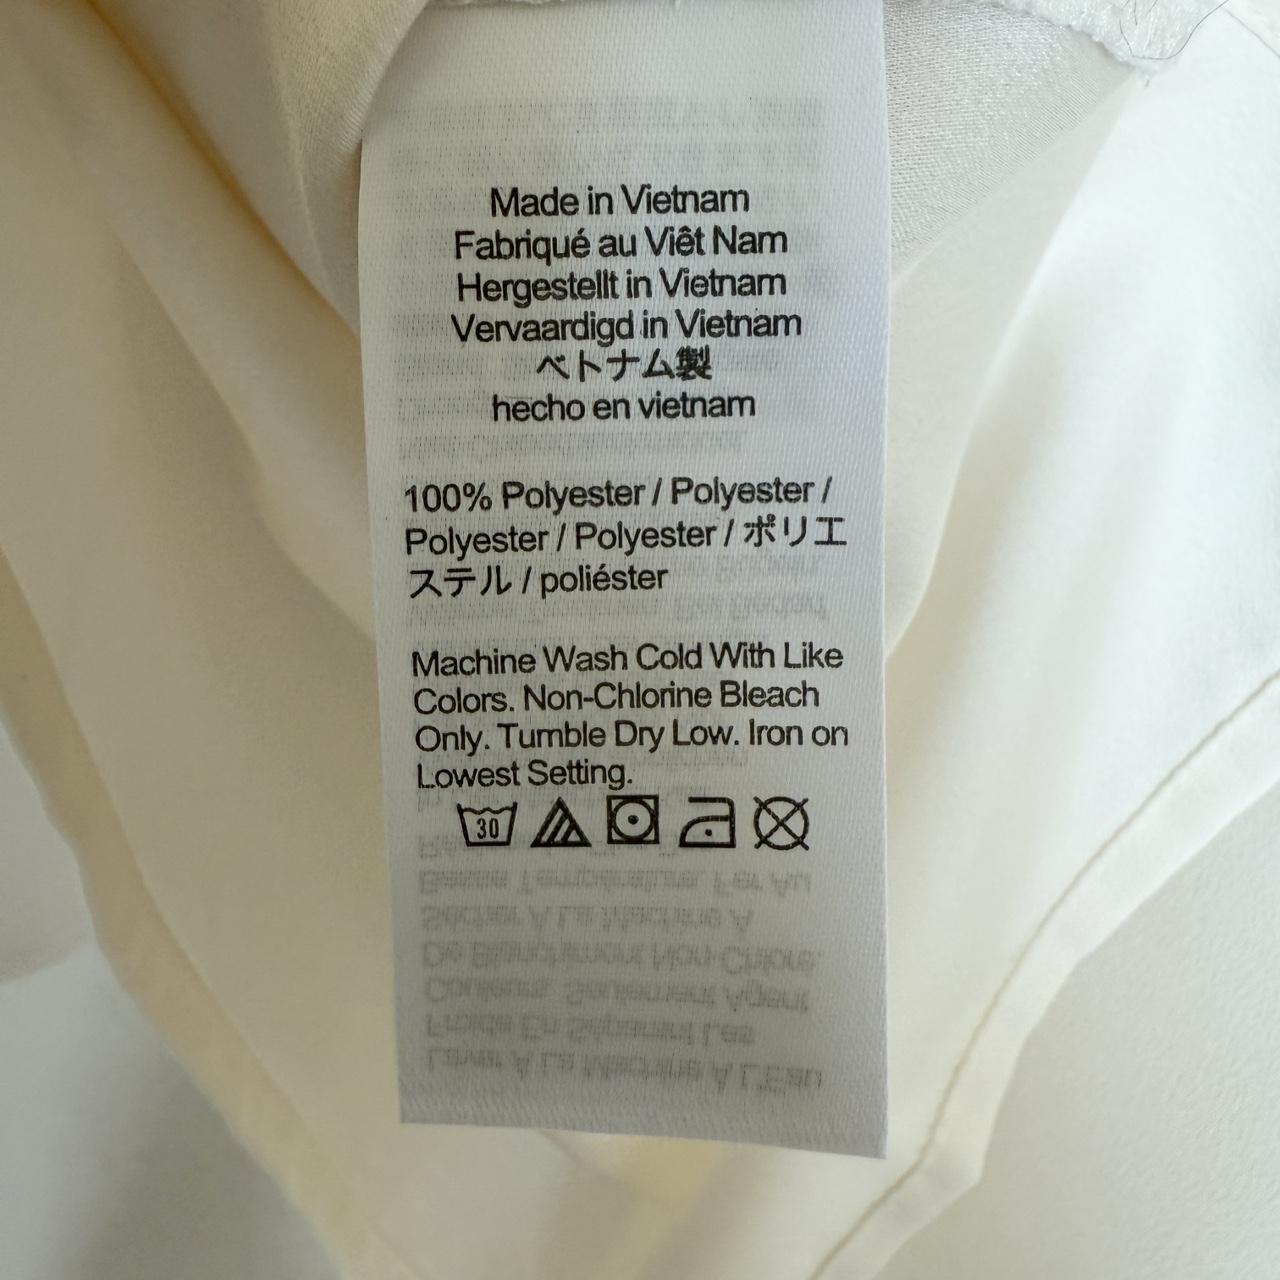 Made in Vietnam
Fabriqué au Viêt Nam
Hergestellt in Vietnam
Vervaardigd in Vietnam
ベトナム製
hecho en vietnam
100% Polyester / Polyester /
Polyester / Polyester / ポリエ
ステル / poliéster
Machine Wash Cold With Like
Colors. Non-Chlorine Bleach
Only. Tumble Dry Low. Iron on
Lowest Setting.
30